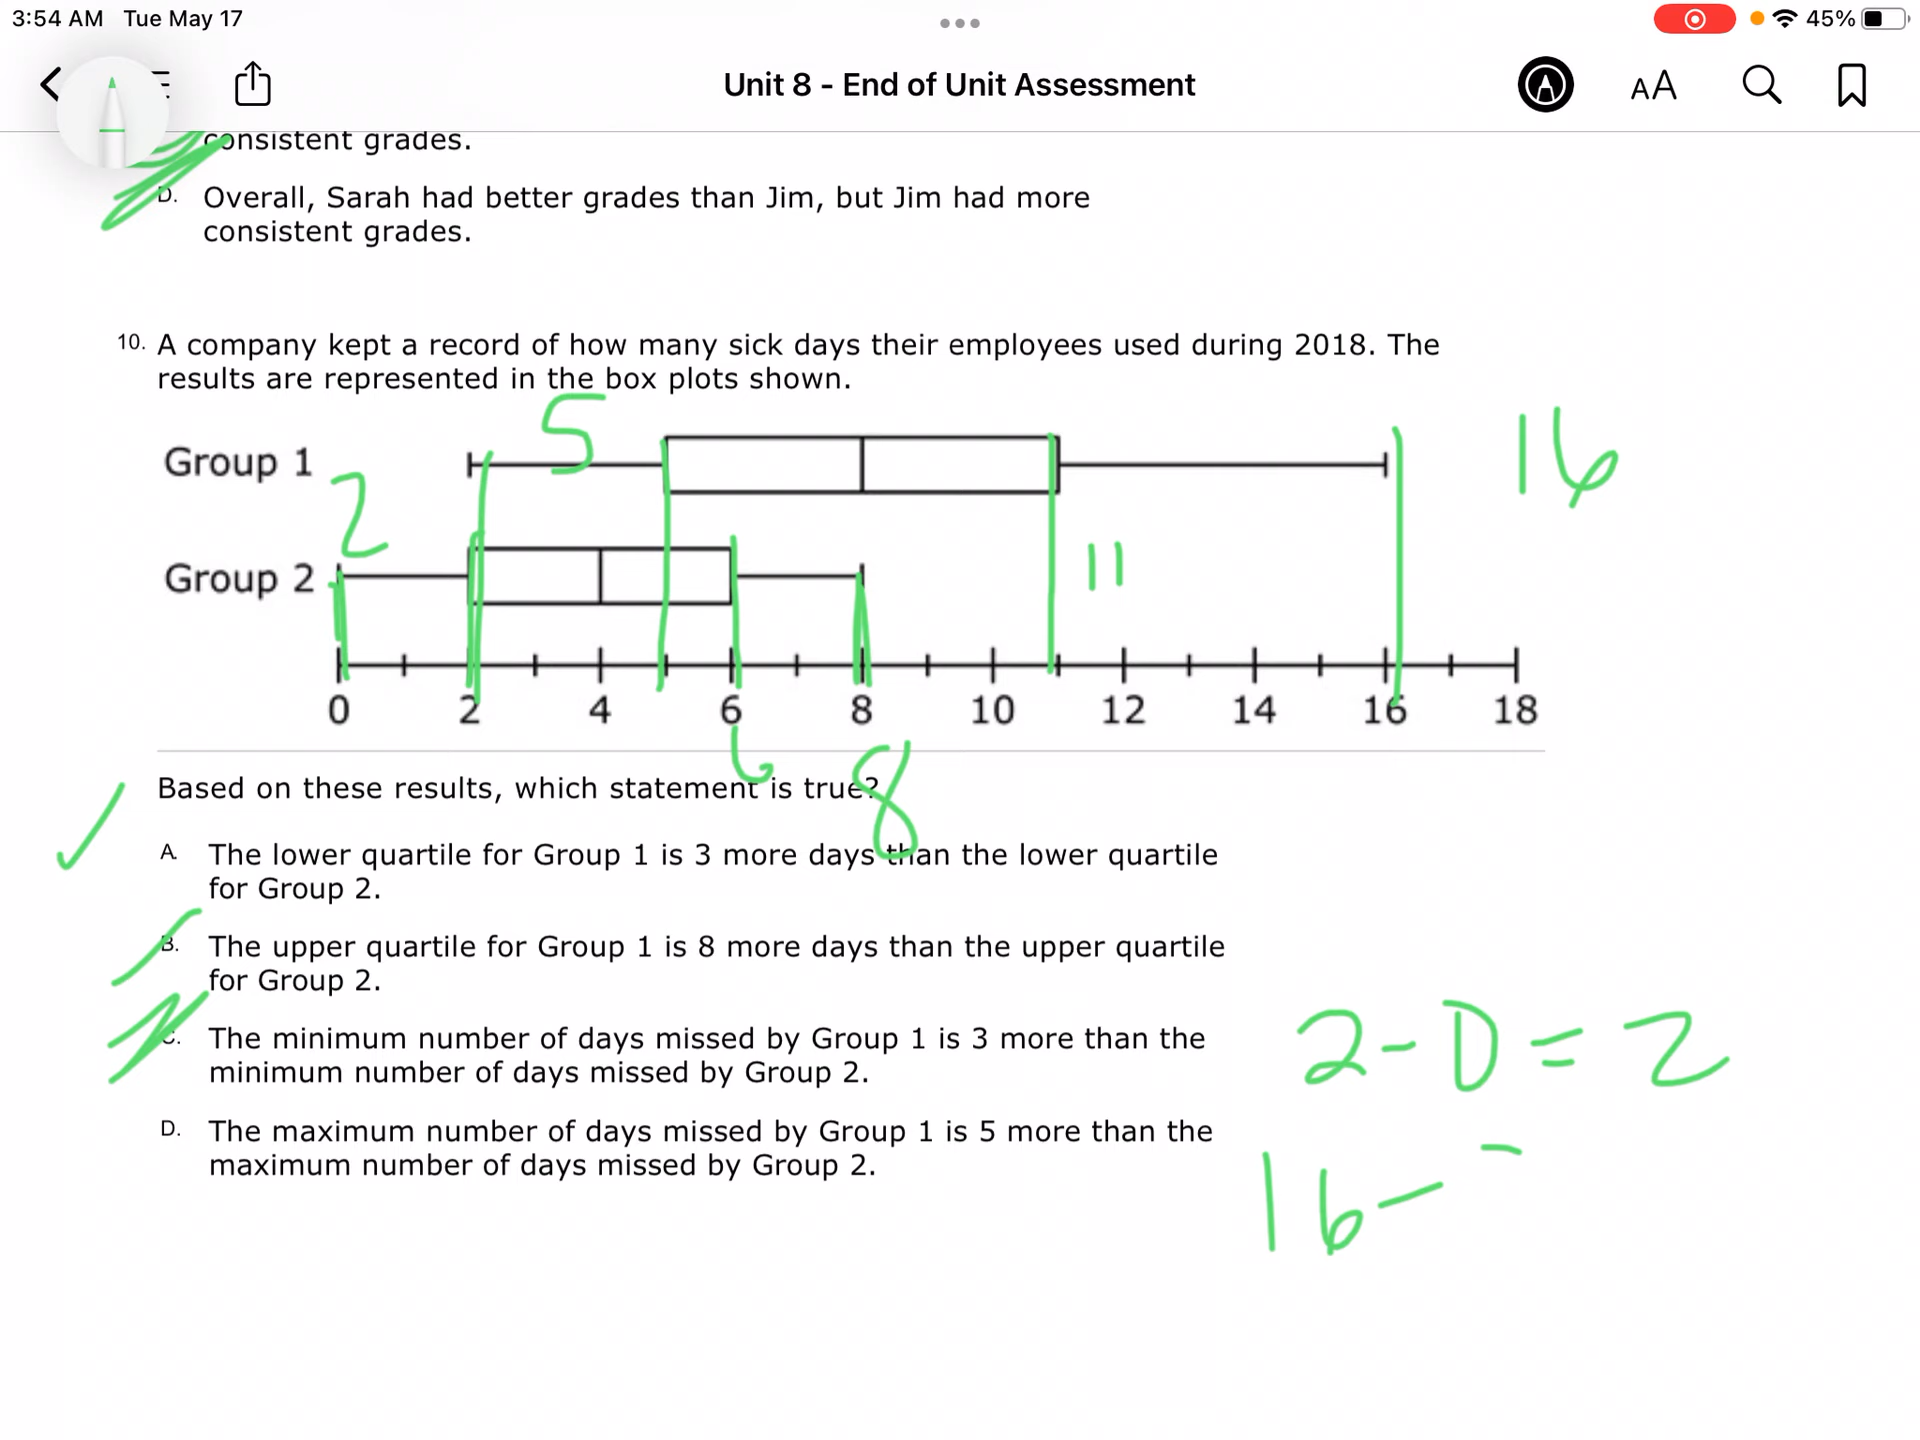 3:54 AM Tue May 17
45%
Unit 8 - End of Unit Assessment
AA
consistent grades.
D. Overall, Sarah had better grades than Jim, but Jim had more
consistent grades.
10. A company kept a record of how many sick days their employees used during 2018. The
results are represented in the box plots shown.
5
Group 1
16
2
Group 2
11
0 2 4 6 8 10 12 14 16 18
6
8
Based on these results, which statement is true?
A. The lower quartile for Group 1 is 3 more days than the lower quartile
for Group 2.
B. The upper quartile for Group 1 is 8 more days than the upper quartile
for Group 2.
C. The minimum number of days missed by Group 1 is 3 more than the
minimum number of days missed by Group 2.
2-0=2
D. The maximum number of days missed by Group 1 is 5 more than the
maximum number of days missed by Group 2.
16-